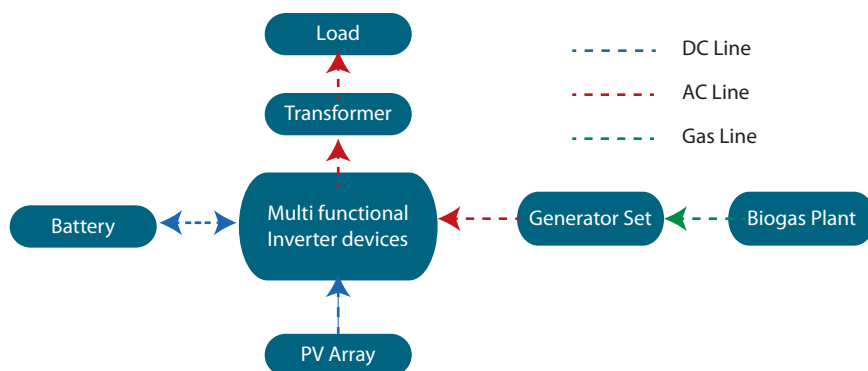 Load
DC Line
AC Line
Transformer
Gas Line
Battery
Multi functional
Inverter devices
Generator Set
Biogas Plant
PV Array